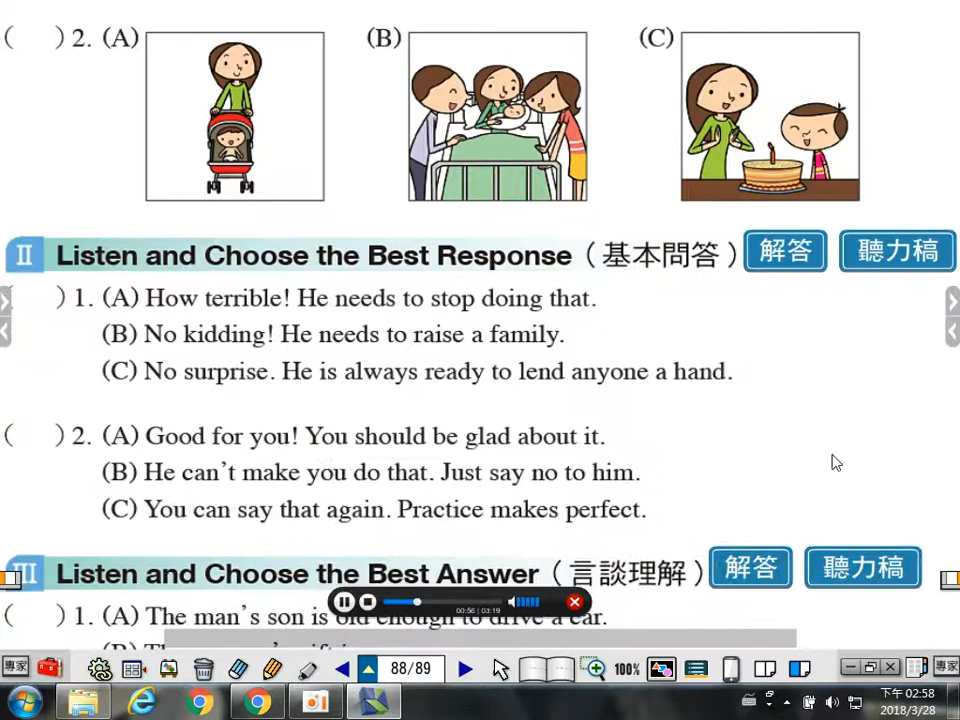 ( ) 2. (A) (B) (C)
II Listen and Choose the Best Response（基本問答） 解答 聽力稿
) 1. (A) How terrible! He needs to stop doing that.
(B) No kidding! He needs to raise a family.
(C) No surprise. He is always ready to lend anyone a hand.
( ) 2. (A) Good for you! You should be glad about it.
(B) He can't make you do that. Just say no to him.
(C) You can say that again. Practice makes perfect.
III Listen and Choose the Best Answer（言談理解） 解答 聽力稿
( ) 1. (A) The man's son is old enough to drive a car.
00:56 | 03:19
專家 88/89 100% 專家
下午 02:58
2018/3/28